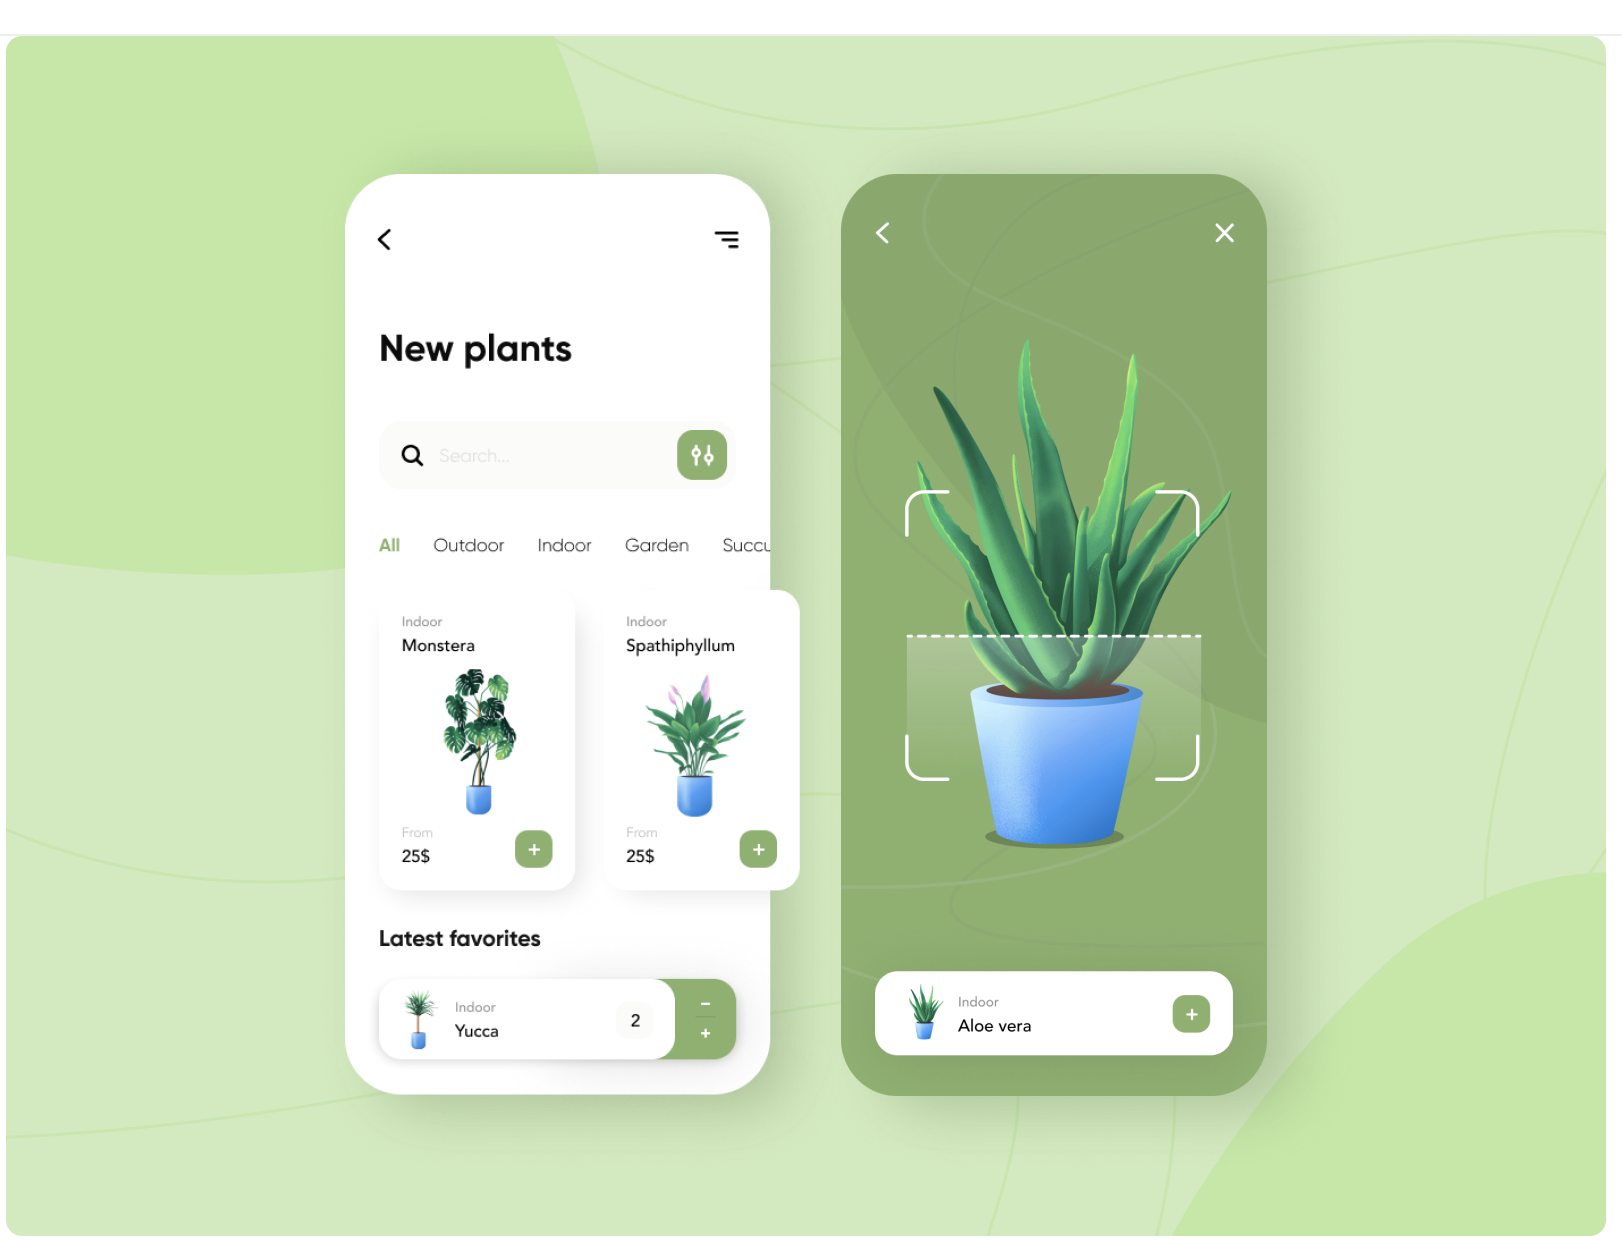 New plants
Search...
All Outdoor Indoor Garden Succu
Indoor
Monstera
From
25$
+
Indoor
Spathiphyllum
From
25$
+
Latest favorites
Indoor
Yucca
2
−
+
Indoor
Aloe vera
+